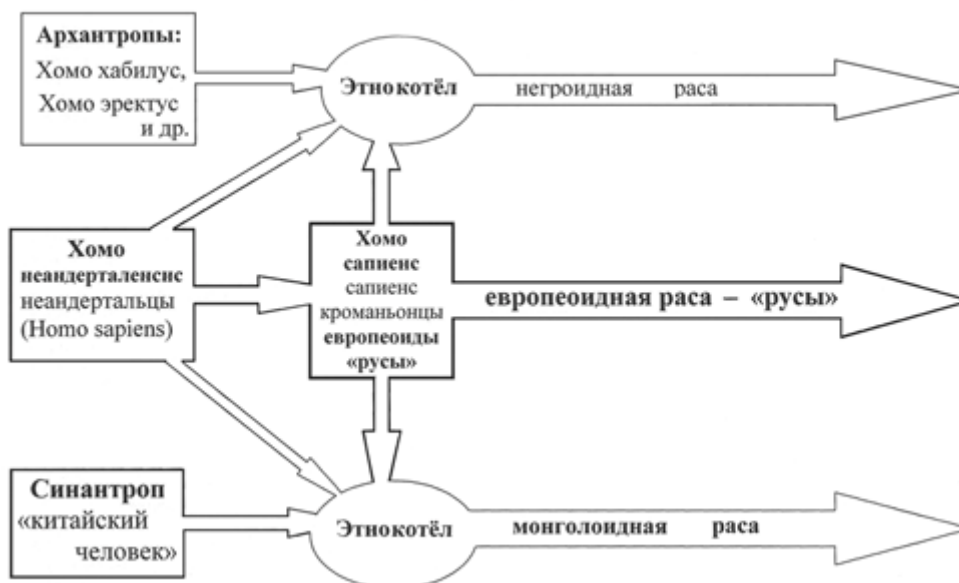 Архантропы:
Хомо хабилус,
Хомо эректус
и др.
Этнокотёл
негроидная раса
Хомо
неандерталенсис
неандертальцы
(Homo sapiens)
Хомо
сапиенс
сапиенс
кроманьонцы
европеоиды
«русы»
европеоидная раса – «русы»
Синантроп
«китайский
человек»
Этнокотёл
монголоидная раса